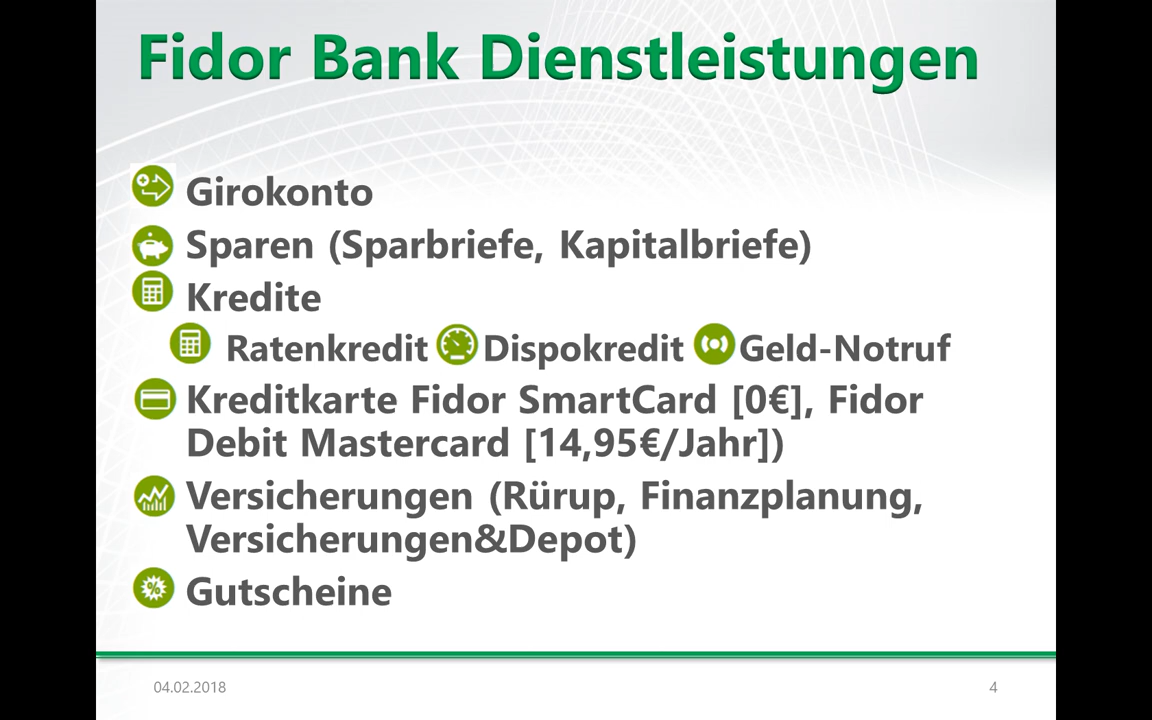 Fidor Bank Dienstleistungen
Girokonto
Sparen (Sparbriefe, Kapitalbriefe)
Kredite
Ratenkredit Dispokredit Geld-Notruf
Kreditkarte Fidor SmartCard [0€], Fidor
Debit Mastercard [14,95€/Jahr])
Versicherungen (Rürup, Finanzplanung,
Versicherungen&Depot)
Gutscheine
04.02.2018 4